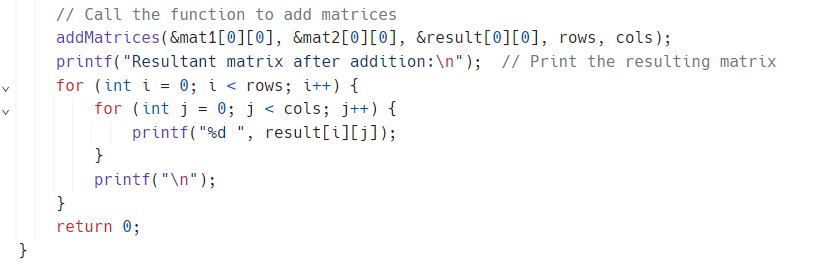 // Call the function to add matrices
addMatrices(&mat1[0][0], &mat2[0][0], &result[0][0], rows, cols);
printf("Resultant matrix after addition:\n");  // Print the resulting matrix
for (int i = 0; i < rows; i++) {
    for (int j = 0; j < cols; j++) {
        printf("%d ", result[i][j]);
    }
    printf("\n");
}
return 0;
}